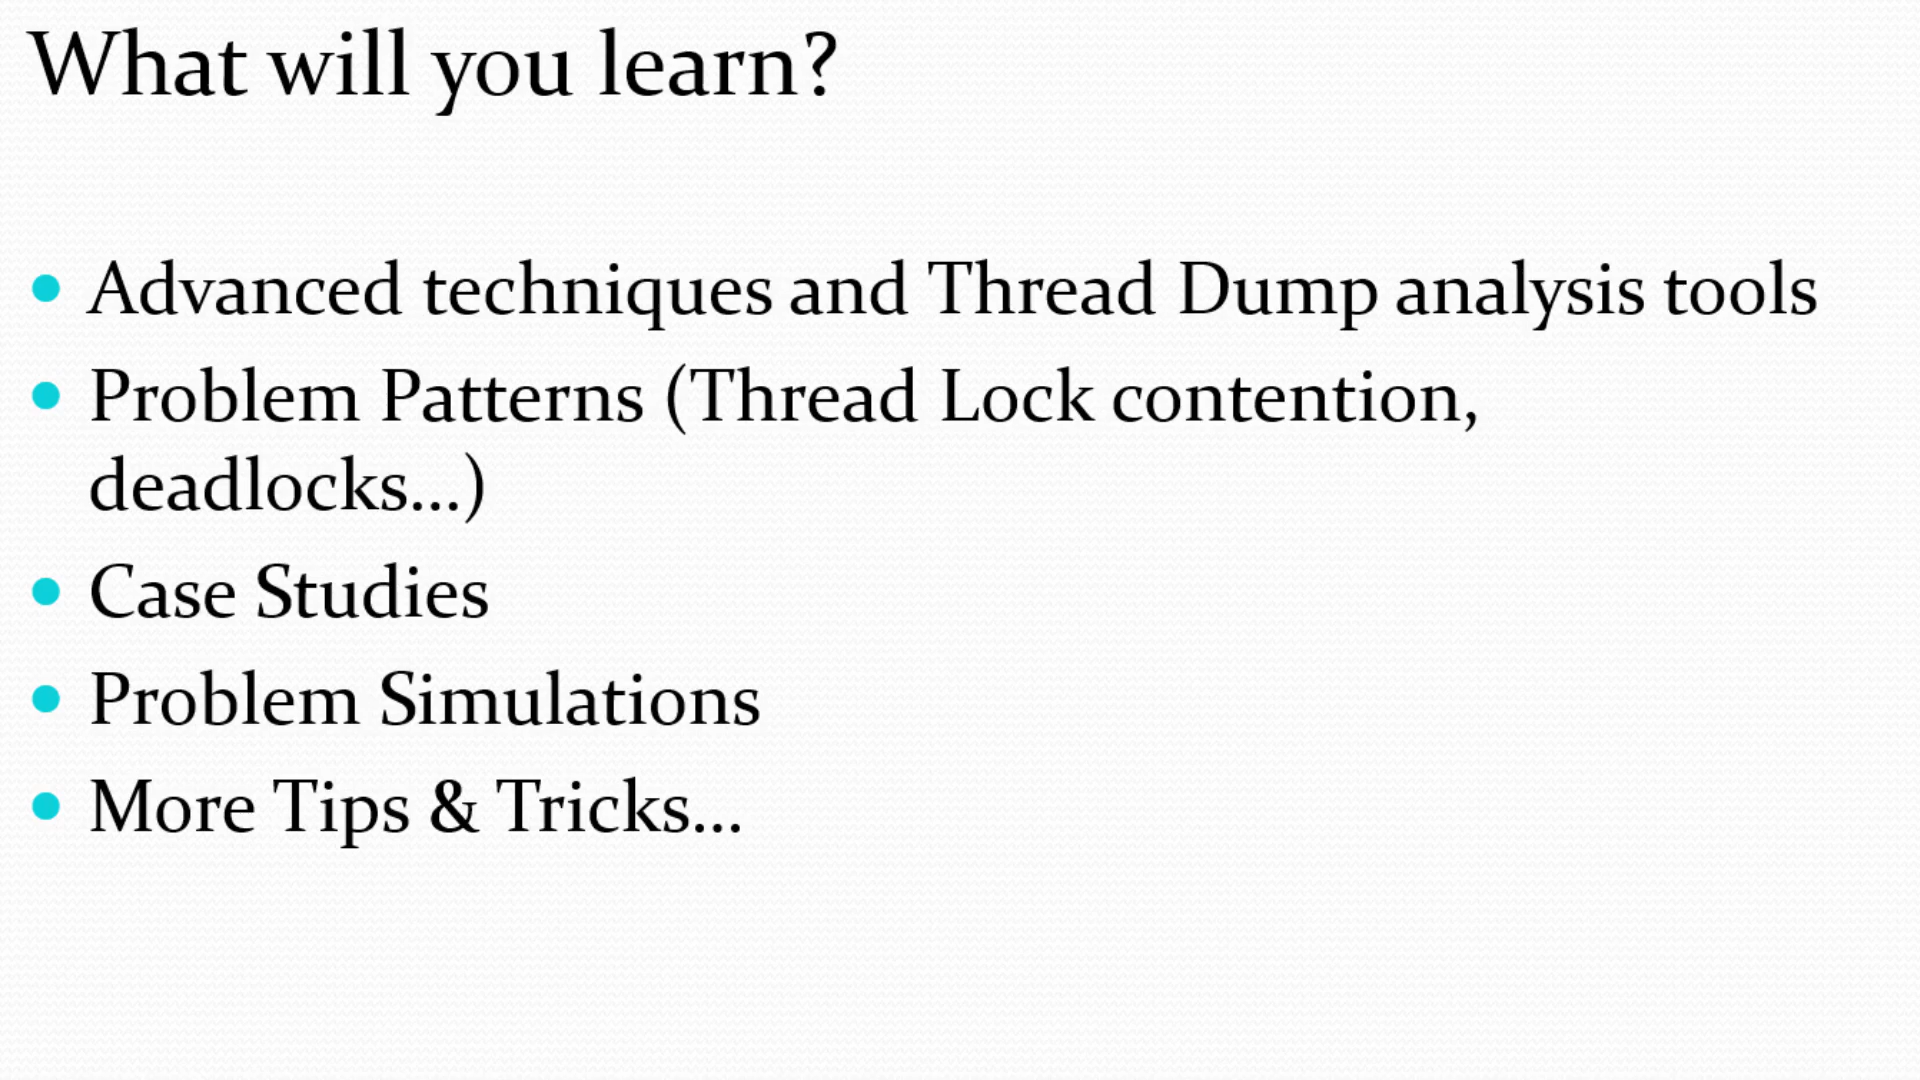 What will you learn?
Advanced techniques and Thread Dump analysis tools
Problem Patterns (Thread Lock contention,
deadlocks...)
Case Studies
Problem Simulations
More Tips & Tricks...